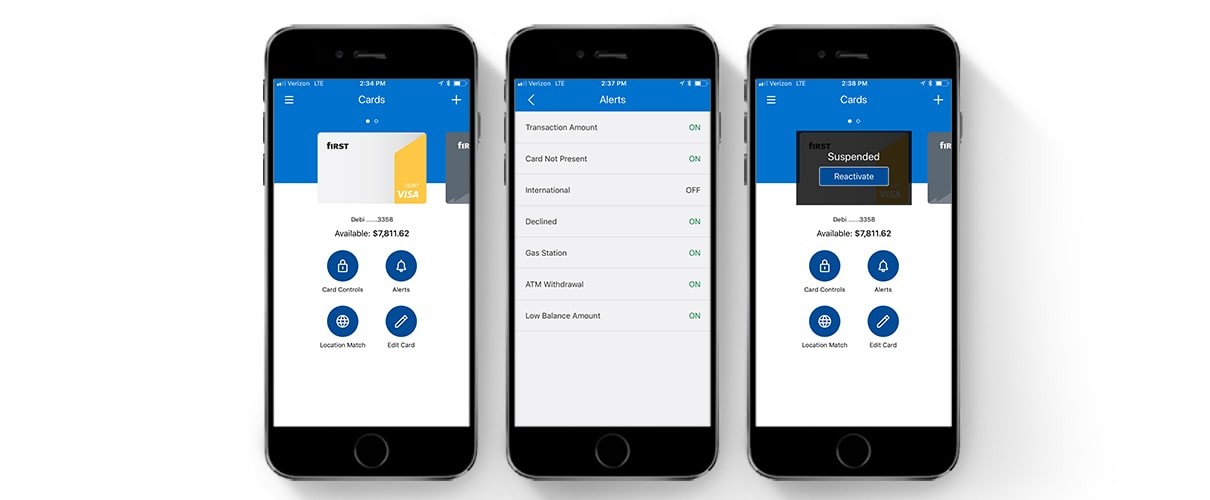 Verizon LTE 2:34 PM
Cards
fiRST
DEBIT
VISA
Debi ......3358
Available: $7,811.62
Card Controls Alerts
Location Match Edit Card
Verizon LTE 2:37 PM
Alerts
Transaction Amount ON
Card Not Present ON
International OFF
Declined ON
Gas Station ON
ATM Withdrawal ON
Low Balance Amount ON
Verizon LTE 2:38 PM
Cards
fiRST
Suspended
Reactivate
Debi ......3358
Available: $7,811.62
Card Controls Alerts
Location Match Edit Card